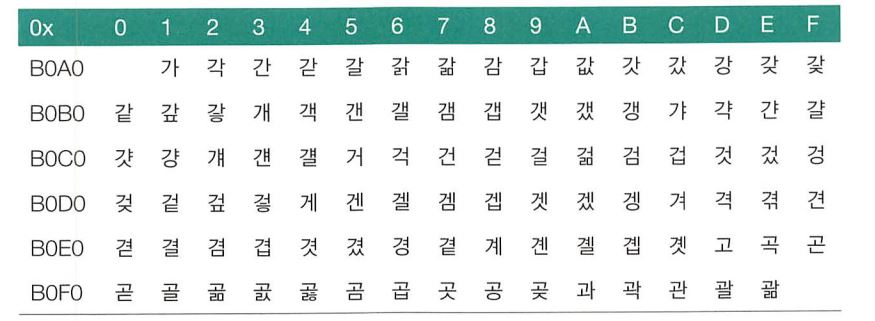 0x 0 1 2 3 4 5 6 7 8 9 A B C D E F
B0A0 가 각 간 갇 갈 갉 갊 감 갑 값 갓 갔 강 갖 갗
B0B0 같 갚 갛 개 객 갠 갤 갬 갭 갯 갰 갱 갸 갹 갼 걀
B0C0 걋 걍 걔 걘 걜 거 걱 건 걷 걸 걺 검 겁 것 겄 겅
B0D0 겆 겉 겊 겋 게 겐 겔 겜 겝 겟 겠 겡 겨 격 겪 견
B0E0 겯 결 겸 겹 겻 겼 경 곁 계 곈 곌 곕 곗 고 곡 곤
B0F0 곧 골 곪 곬 곯 곰 곱 곳 공 곶 과 곽 관 괄 괆